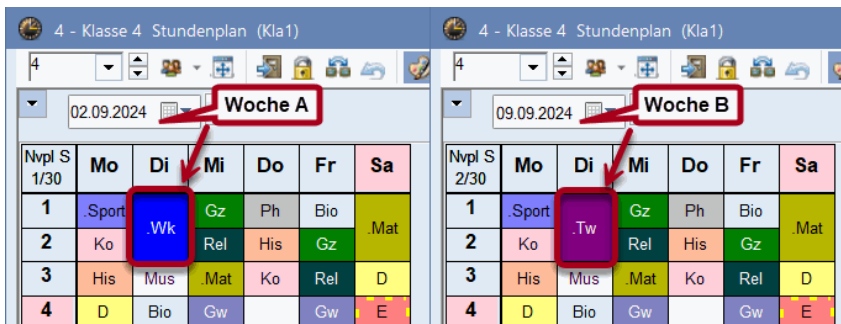 4 - Klasse 4 Stundenplan (Kla1)
4
02.09.2024
Woche A
Nvpl S 1/30 Mo Di Mi Do Fr Sa
1 .Sport .Wk Gz Ph Bio .Mat
2 Ko Rel His Gz
3 His Mus .Mat Ko Rel D
4 D Bio Gw Gw E
4 - Klasse 4 Stundenplan (Kla1)
4
09.09.2024
Woche B
Nvpl S 2/30 Mo Di Mi Do Fr Sa
1 .Sport .Tw Gz Ph Bio .Mat
2 Ko Rel His Gz
3 His Mus .Mat Ko Rel D
4 D Bio Gw Gw E